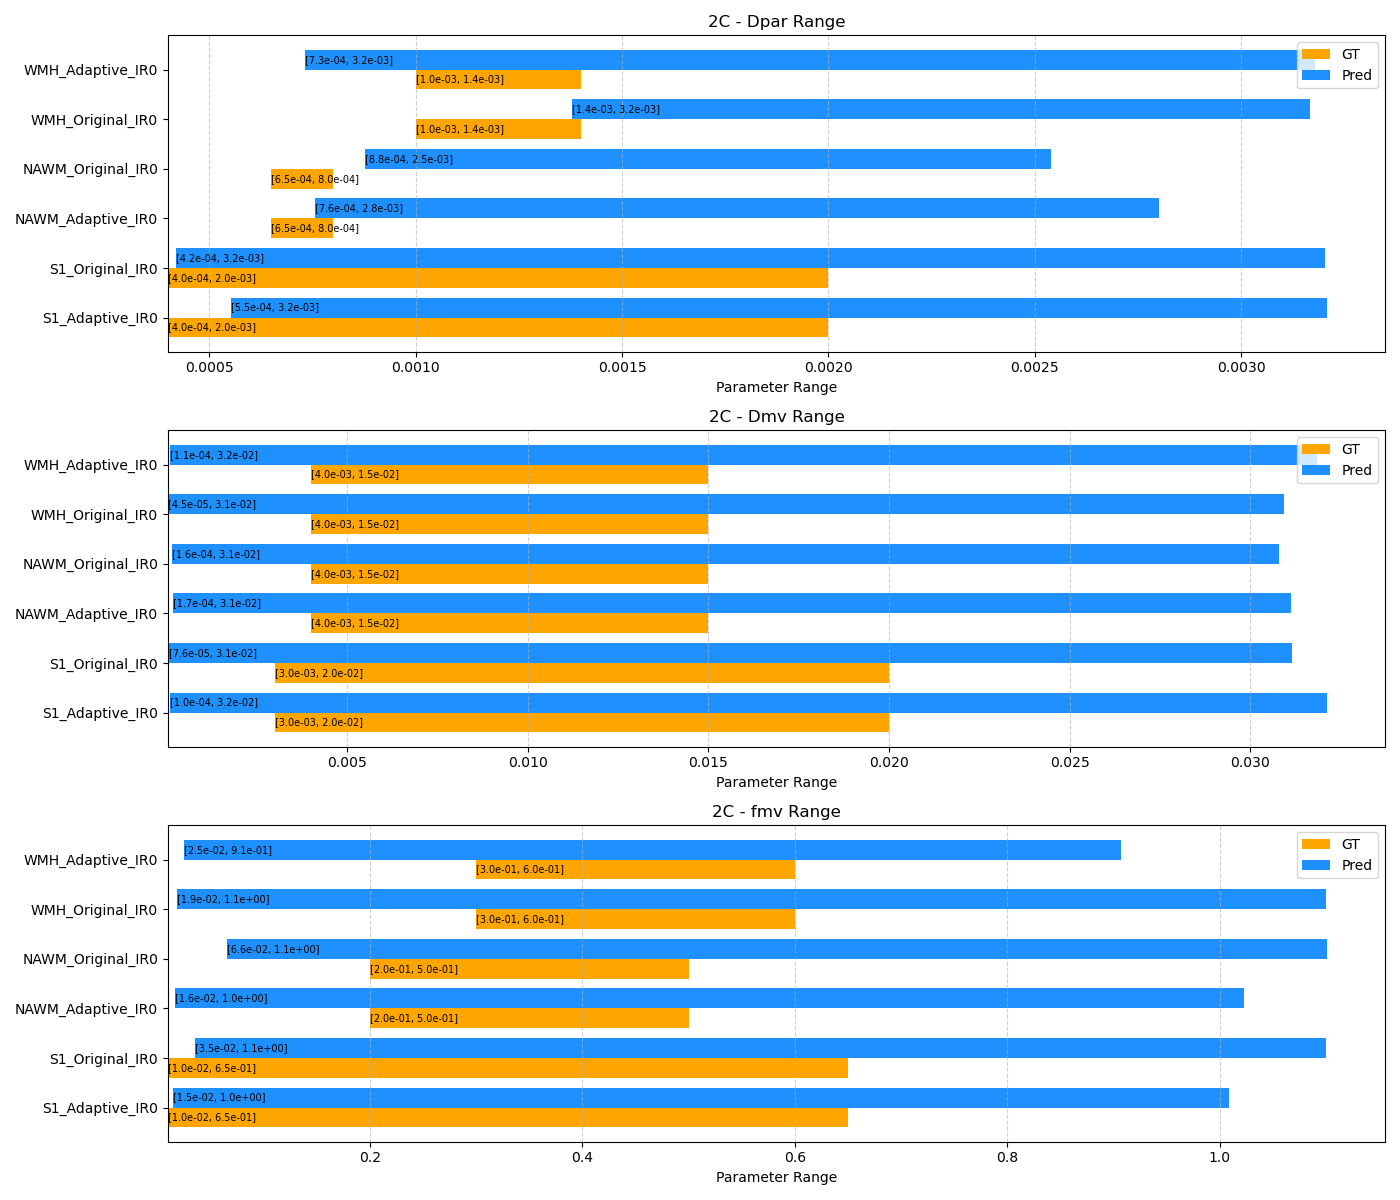 2C - Dpar Range
GT
Pred
WMH_Adaptive_IR0
[7.3e-04, 3.2e-03]
[1.0e-03, 1.4e-03]
WMH_Original_IR0
[1.4e-03, 3.2e-03]
[1.0e-03, 1.4e-03]
NAWM_Original_IR0
[8.8e-04, 2.5e-03]
[6.5e-04, 8.0e-04]
NAWM_Adaptive_IR0
[7.6e-04, 2.8e-03]
[6.5e-04, 8.0e-04]
S1_Original_IR0
[4.2e-04, 3.2e-03]
[4.0e-04, 2.0e-03]
S1_Adaptive_IR0
[5.5e-04, 3.2e-03]
[4.0e-04, 2.0e-03]
0.0005 0.0010 0.0015 0.0020 0.0025 0.0030
Parameter Range
2C - Dmv Range
GT
Pred
WMH_Adaptive_IR0
[1.1e-04, 3.2e-02]
[4.0e-03, 1.5e-02]
WMH_Original_IR0
[4.5e-05, 3.1e-02]
[4.0e-03, 1.5e-02]
NAWM_Original_IR0
[1.6e-04, 3.1e-02]
[4.0e-03, 1.5e-02]
NAWM_Adaptive_IR0
[1.7e-04, 3.1e-02]
[4.0e-03, 1.5e-02]
S1_Original_IR0
[7.6e-05, 3.1e-02]
[3.0e-03, 2.0e-02]
S1_Adaptive_IR0
[1.0e-04, 3.2e-02]
[3.0e-03, 2.0e-02]
0.005 0.010 0.015 0.020 0.025 0.030
Parameter Range
2C - fmv Range
GT
Pred
WMH_Adaptive_IR0
[2.5e-02, 9.1e-01]
[3.0e-01, 6.0e-01]
WMH_Original_IR0
[1.9e-02, 1.1e+00]
[3.0e-01, 6.0e-01]
NAWM_Original_IR0
[6.6e-02, 1.1e+00]
[2.0e-01, 5.0e-01]
NAWM_Adaptive_IR0
[1.6e-02, 1.0e+00]
[2.0e-01, 5.0e-01]
S1_Original_IR0
[3.5e-02, 1.1e+00]
[1.0e-02, 6.5e-01]
S1_Adaptive_IR0
[1.5e-02, 1.0e+00]
[1.0e-02, 6.5e-01]
0.2 0.4 0.6 0.8 1.0
Parameter Range